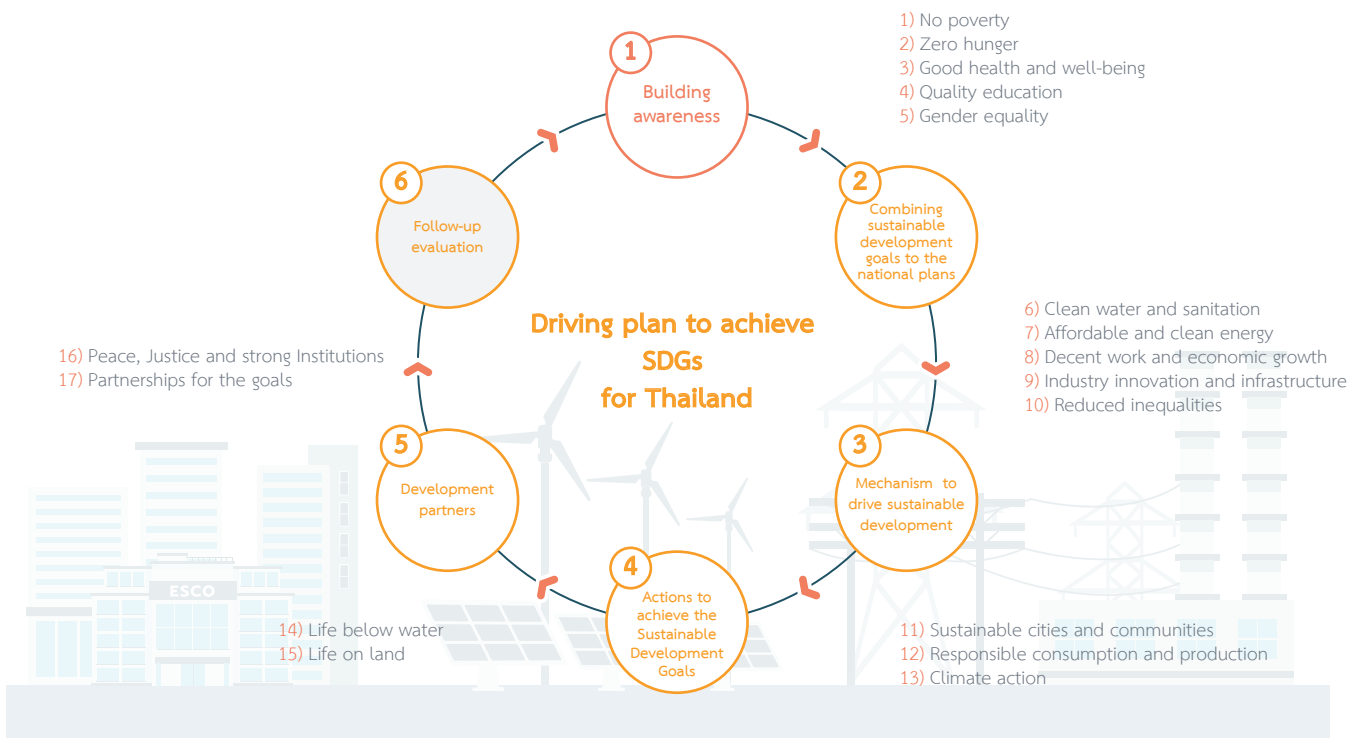 1
Building
awareness
1) No poverty
2) Zero hunger
3) Good health and well-being
4) Quality education
5) Gender equality
2
Combining
sustainable
development
goals to the
national plans
6) Clean water and sanitation
7) Affordable and clean energy
8) Decent work and economic growth
9) Industry innovation and infrastructure
10) Reduced inequalities
3
Mechanism to
drive sustainable
development
11) Sustainable cities and communities
12) Responsible consumption and production
13) Climate action
4
Actions to
achieve the
Sustainable
Development
Goals
14) Life below water
15) Life on land
5
Development
partners
16) Peace, Justice and strong Institutions
17) Partnerships for the goals
6
Follow-up
evaluation
Driving plan to achieve
SDGs
for Thailand
ESCO